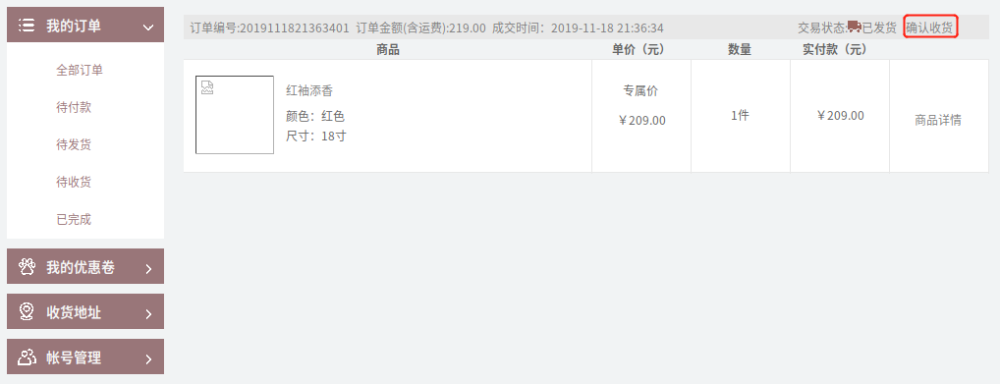 我的订单
全部订单
待付款
待发货
待收货
已完成
我的优惠卷
收货地址
帐号管理
订单编号:2019111821363401 订单金额(含运费):219.00 成交时间：2019-11-18 21:36:34 交易状态: 已发货 确认收货
商品 单价（元） 数量 实付款（元）
红袖添香
颜色：红色
尺寸：18寸
专属价
￥209.00
1件
￥209.00
商品详情